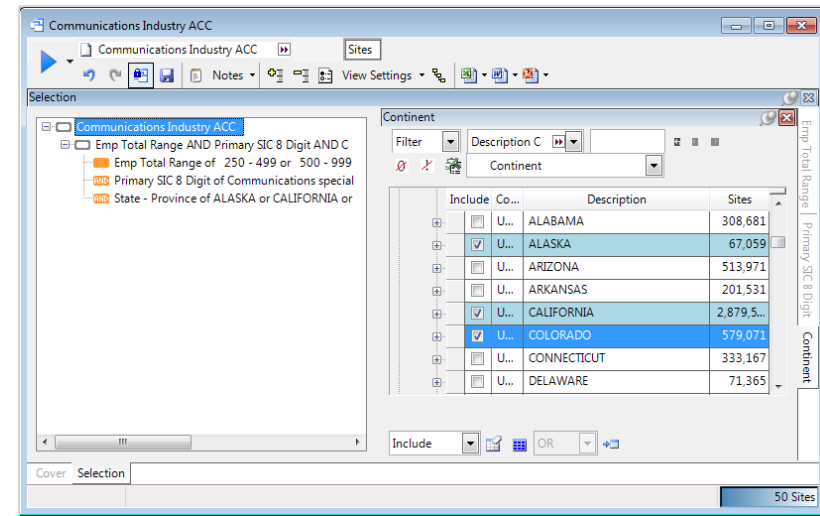 Communications Industry ACC
Communications Industry ACC Sites
Notes View Settings
Selection
Communications Industry ACC
Emp Total Range AND Primary SIC 8 Digit AND C
Emp Total Range of 250 - 499 or 500 - 999
AND Primary SIC 8 Digit of Communications special
AND State - Province of ALASKA or CALIFORNIA or
Continent
Filter Description C
Continent
Include Co... Description Sites
U... ALABAMA 308,681
U... ALASKA 67,059
U... ARIZONA 513,971
U... ARKANSAS 201,531
U... CALIFORNIA 2,879,5...
U... COLORADO 579,071
U... CONNECTICUT 333,167
U... DELAWARE 71,365
Include OR
Emp Total Range
Primary SIC 8 Digit
Continent
Cover Selection
50 Sites